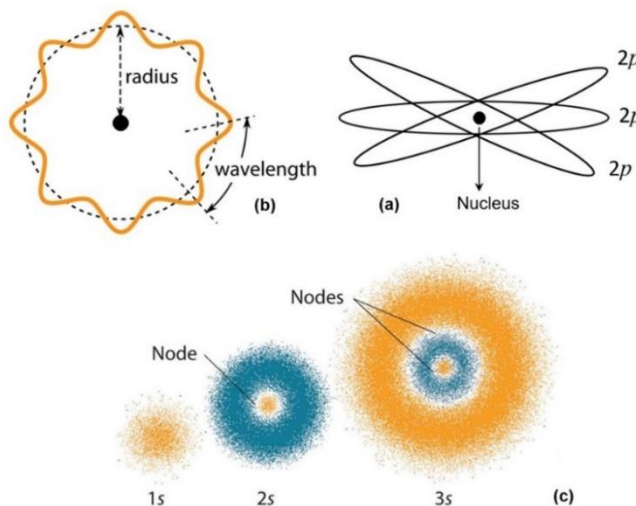 radius
wavelength
(b)
2p
2p
2p
(a)
Nucleus
Nodes
Node
1s
2s
3s
(c)